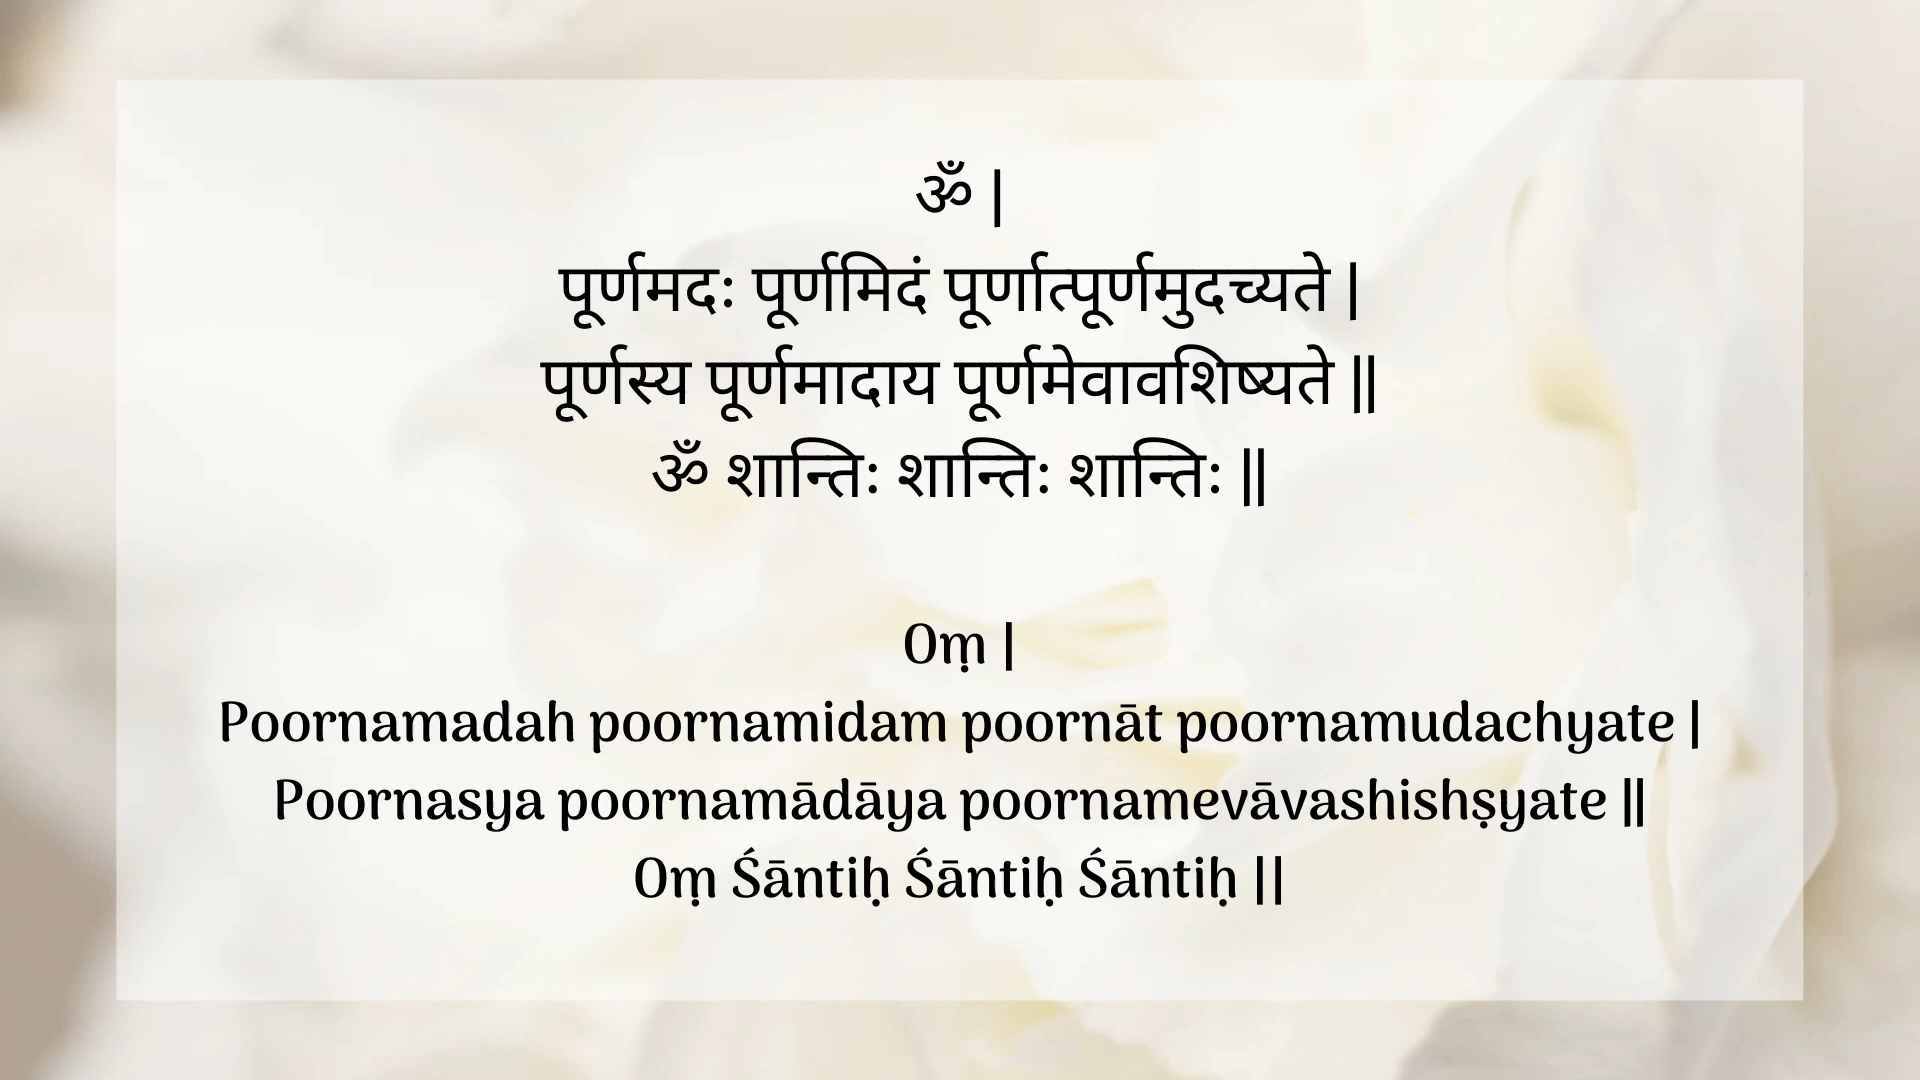 ॐ |
पूर्णमदः पूर्णमिदं पूर्णात्पूर्णमुदच्यते |
पूर्णस्य पूर्णमादाय पूर्णमेवावशिष्यते ||
ॐ शान्तिः शान्तिः शान्तिः ||
Oṃ |
Poornamadah poornamidam poornāt poornamudachyate |
Poornasya poornamādāya poornamevāvashishṣyate ||
Oṃ Śāntiḥ Śāntiḥ Śāntiḥ ||